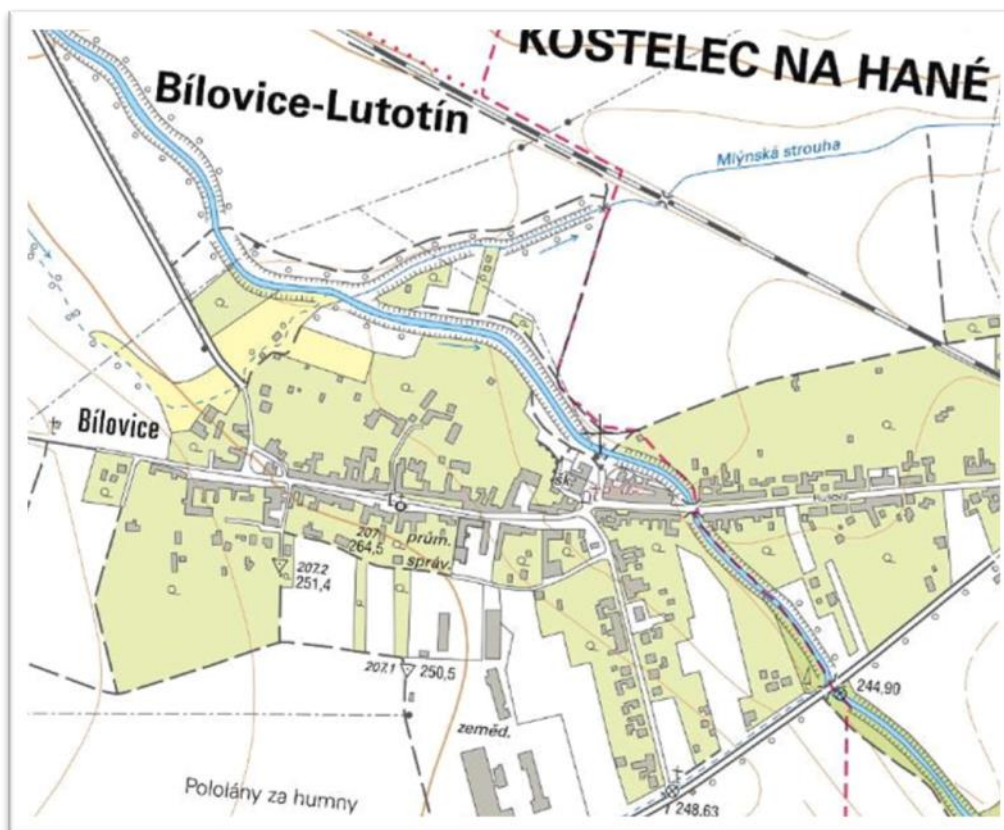 KOSTELEC NA HANÉ
Bílovice-Lutotín
Mlýnská strouha
Bílovice
šk.
207
264,5
prům.
správ.
207.2
251,4
207.1
250,5
244,90
zeměd.
Pololány za humny
248,63